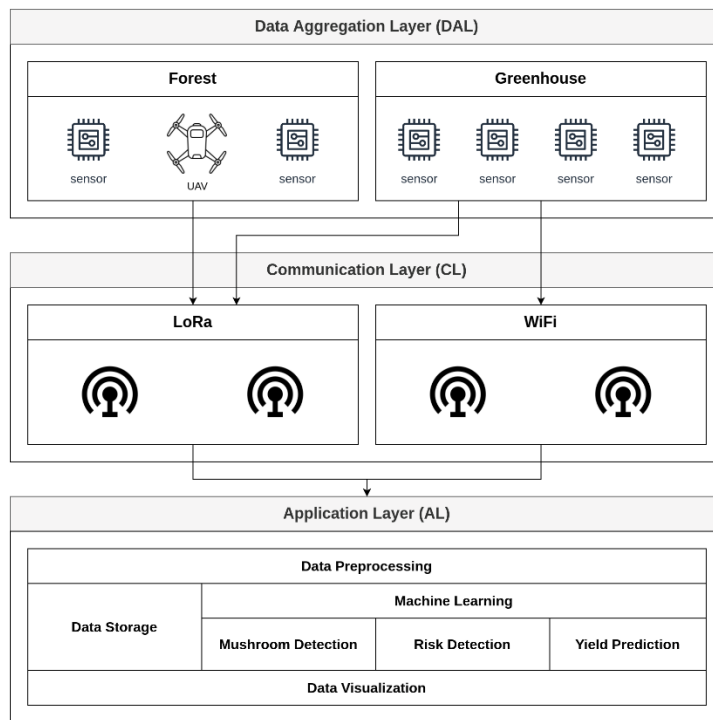 Data Aggregation Layer (DAL)
Forest
Greenhouse
sensor
UAV
sensor
sensor
sensor
sensor
sensor
Communication Layer (CL)
LoRa
WiFi
Application Layer (AL)
Data Preprocessing
Data Storage
Machine Learning
Mushroom Detection
Risk Detection
Yield Prediction
Data Visualization